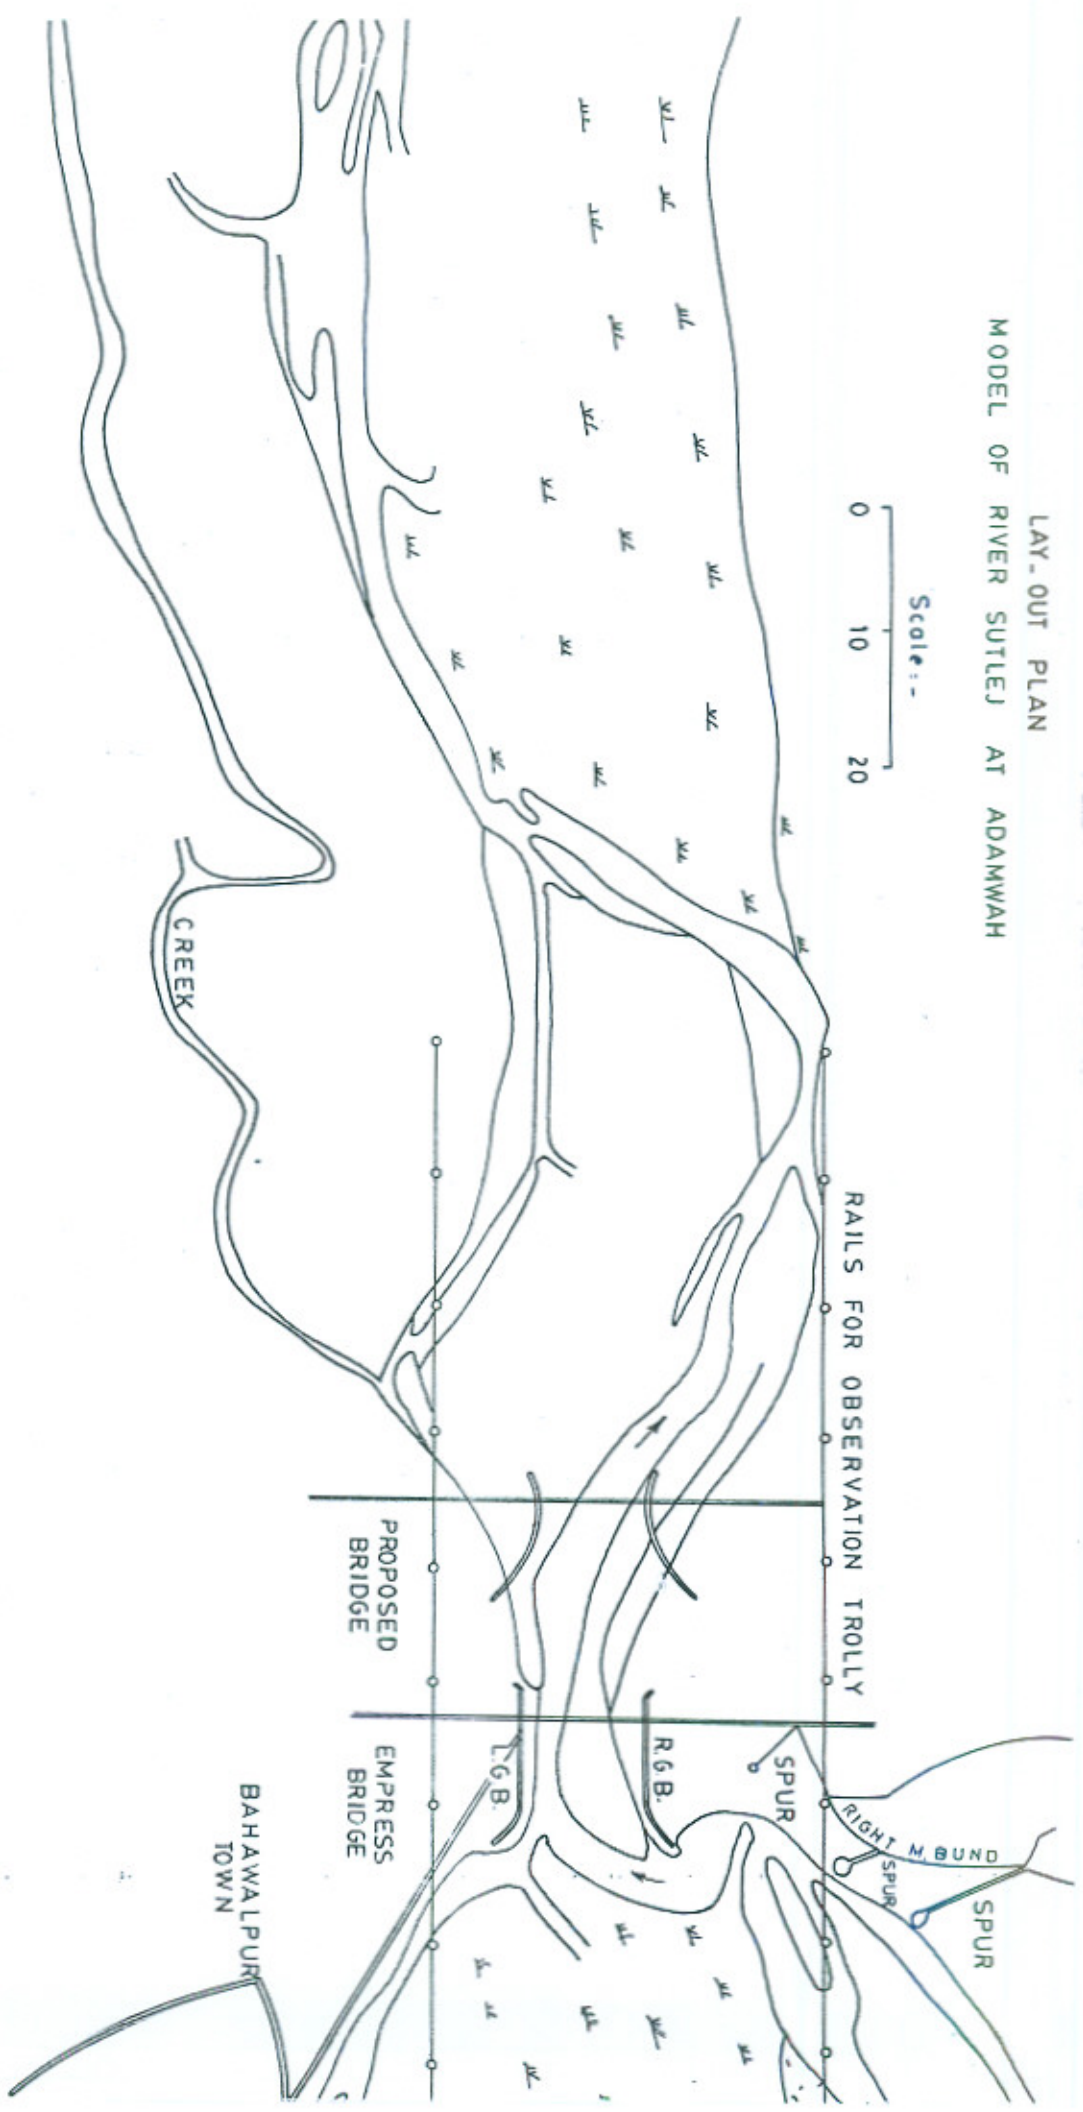 LAY-OUT PLAN
MODEL OF RIVER SUTLEJ AT ADAMWAH
Scale:-
0 10 20
RAILS FOR OBSERVATION TROLLY
CREEK
PROPOSED
BRIDGE
EMPRESS
BRIDGE
L.G.B.
R.G.B.
SPUR
RIGHT M. BUND
SPUR
SPUR
BAHAWALPUR
TOWN